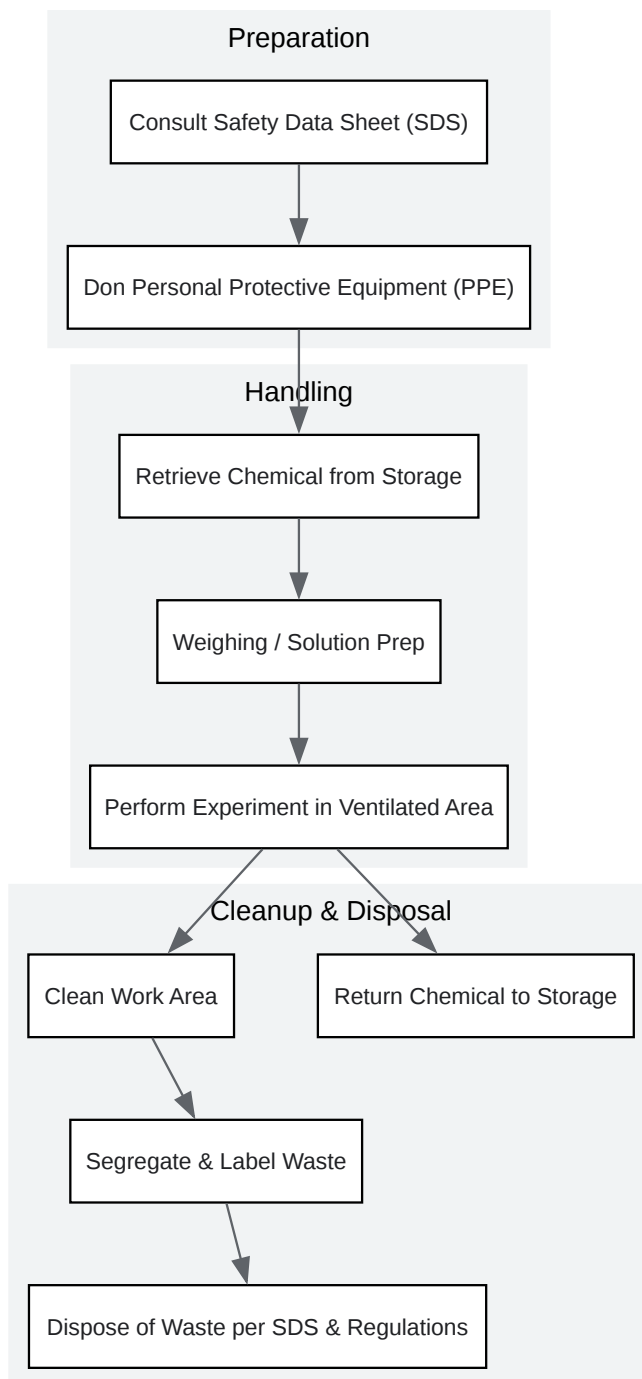 Preparation
Consult Safety Data Sheet (SDS)
Don Personal Protective Equipment (PPE)
Handling
Retrieve Chemical from Storage
Weighing / Solution Prep
Perform Experiment in Ventilated Area
Cleanup & Disposal
Clean Work Area
Return Chemical to Storage
Segregate & Label Waste
Dispose of Waste per SDS & Regulations